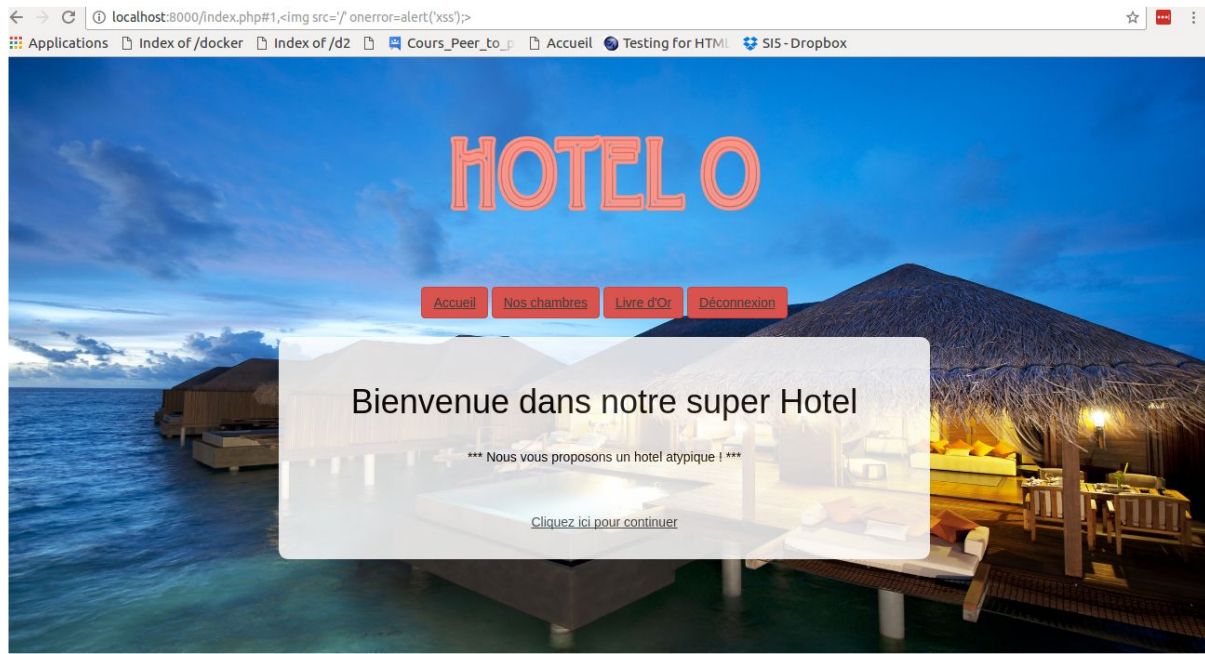 localhost:8000/index.php#1,<img src='/' onerror=alert('xss');>
Applications Index of /docker Index of /d2 Cours_Peer_to_p Accueil Testing for HTML SI5 - Dropbox
HOTEL O
Accueil Nos chambres Livre d'Or Déconnexion
Bienvenue dans notre super Hotel
*** Nous vous proposons un hotel atypique ! ***
Cliquez ici pour continuer